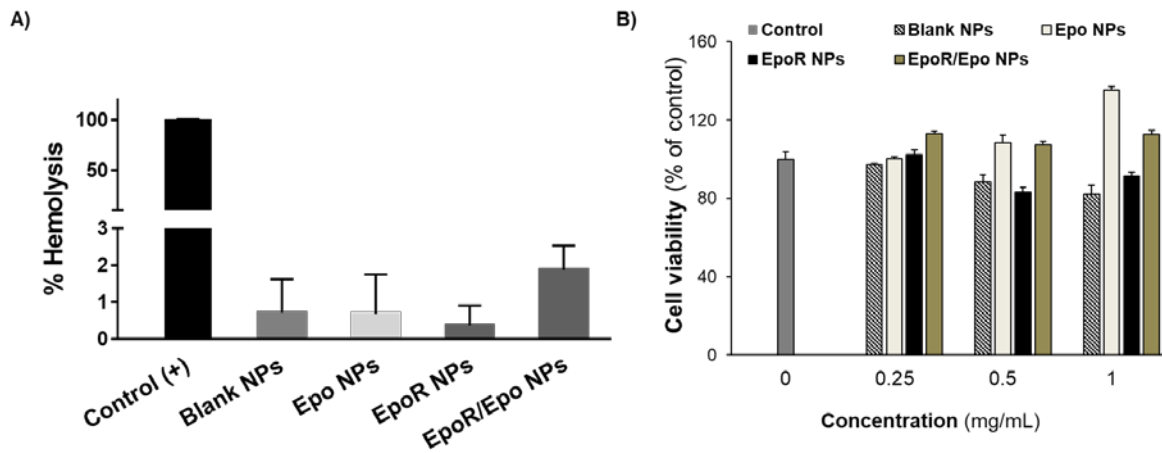 A)
% Hemolysis
100
50
3
2
1
0
Control (+)
Blank NPs
Epo NPs
EpoR NPs
EpoR/Epo NPs
B)
Control
Blank NPs
Epo NPs
EpoR NPs
EpoR/Epo NPs
Cell viability (% of control)
160
120
80
40
0
0
0.25
0.5
1
Concentration (mg/mL)